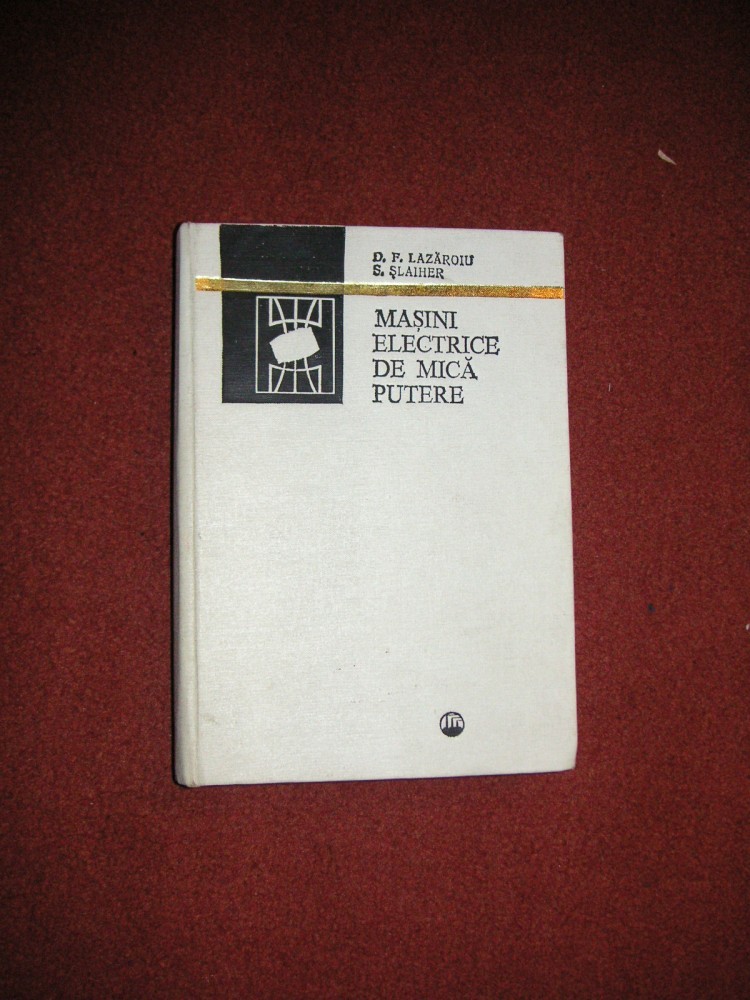 D. F. LAZĂROIU
S. ŞLAIHER
MAŞINI
ELECTRICE
DE MICĂ
PUTERE